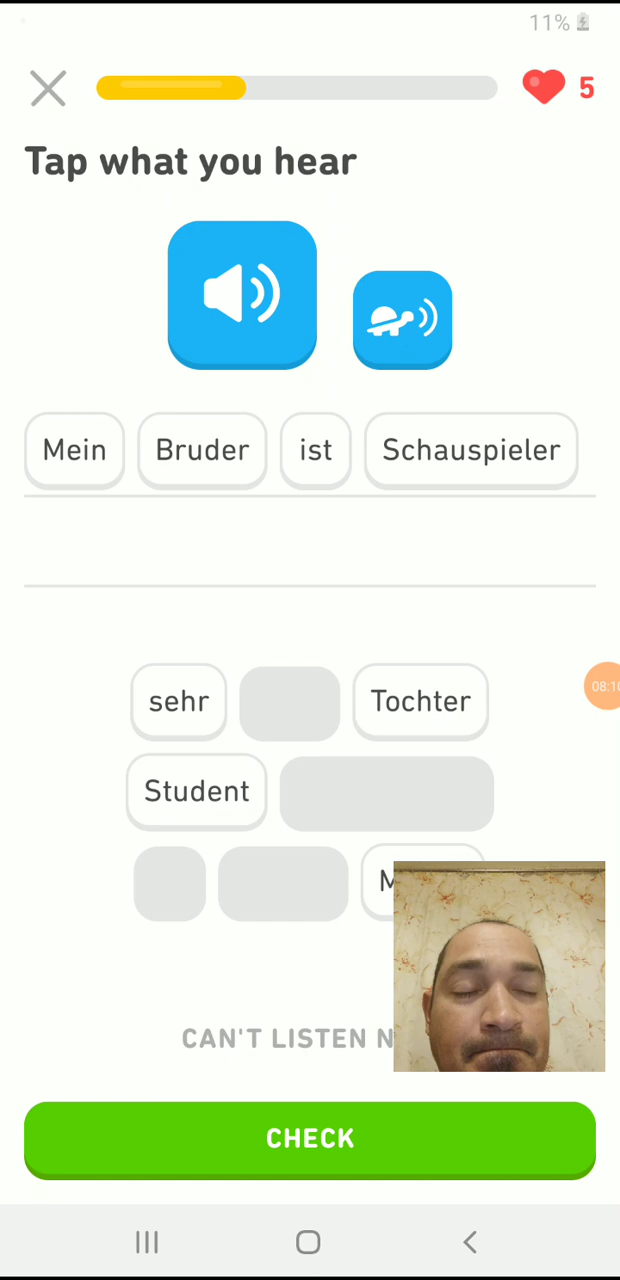 11%
5
Tap what you hear
Mein Bruder ist Schauspieler
sehr Tochter
Student
CAN'T LISTEN
CHECK